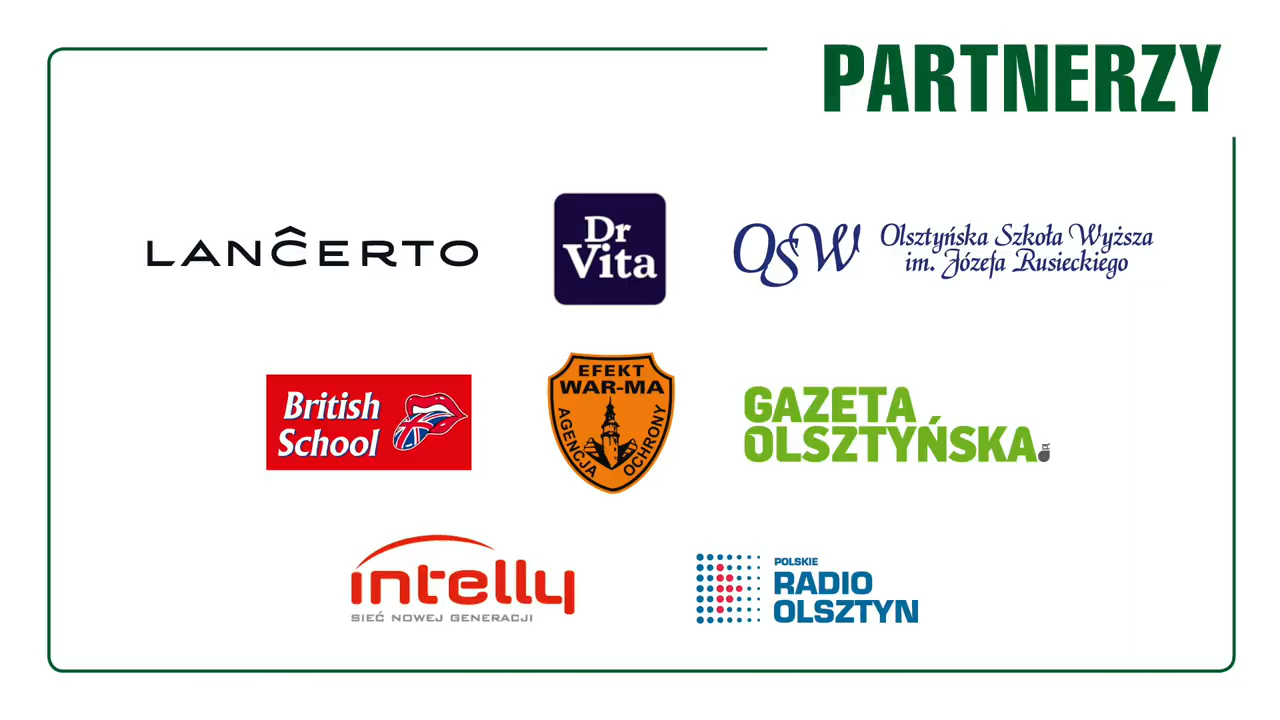 PARTNERZY
LANĈERTO
Dr
Vita
OSW
Olsztyńska Szkoła Wyższa
im. Józefa Rusieckiego
British
School
EFEKT
WAR-MA
AGENCJA
OCHRONY
GAZETA
OLSZTYŃSKA.
intelly
SIEĆ NOWEJ GENERACJI
POLSKIE
RADIO
OLSZTYN